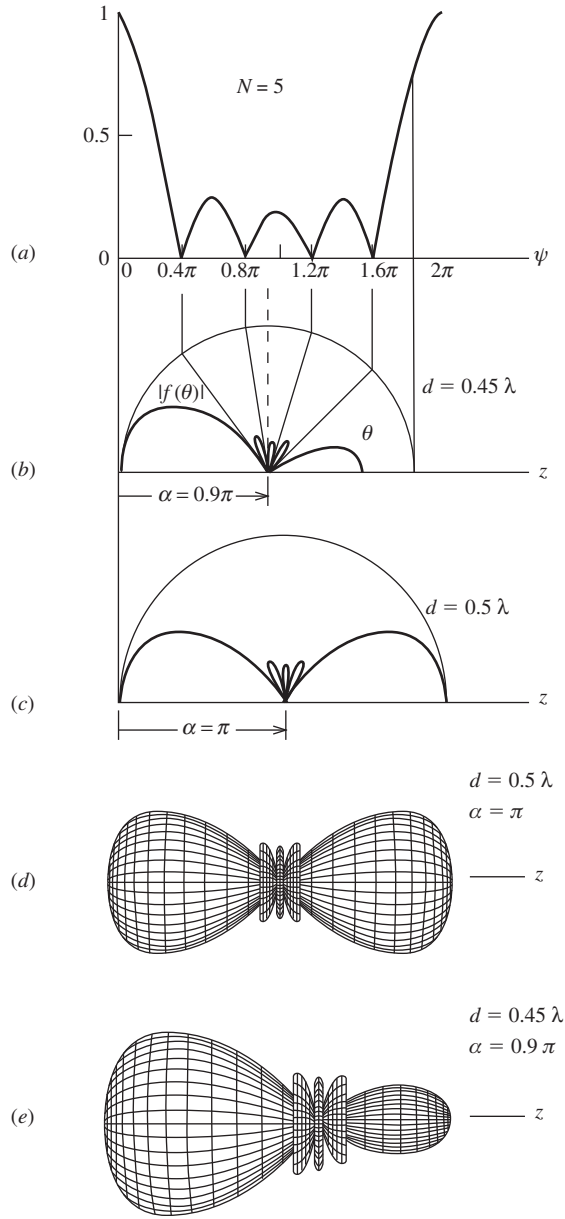 1
N = 5
0.5
(a)
0
0
0.4π
0.8π
1.2π
1.6π
2π
ψ
|f(θ)|
d = 0.45 λ
θ
(b)
z
α = 0.9π
d = 0.5 λ
(c)
z
α = π
d = 0.5 λ
α = π
(d)
z
d = 0.45 λ
α = 0.9 π
(e)
z